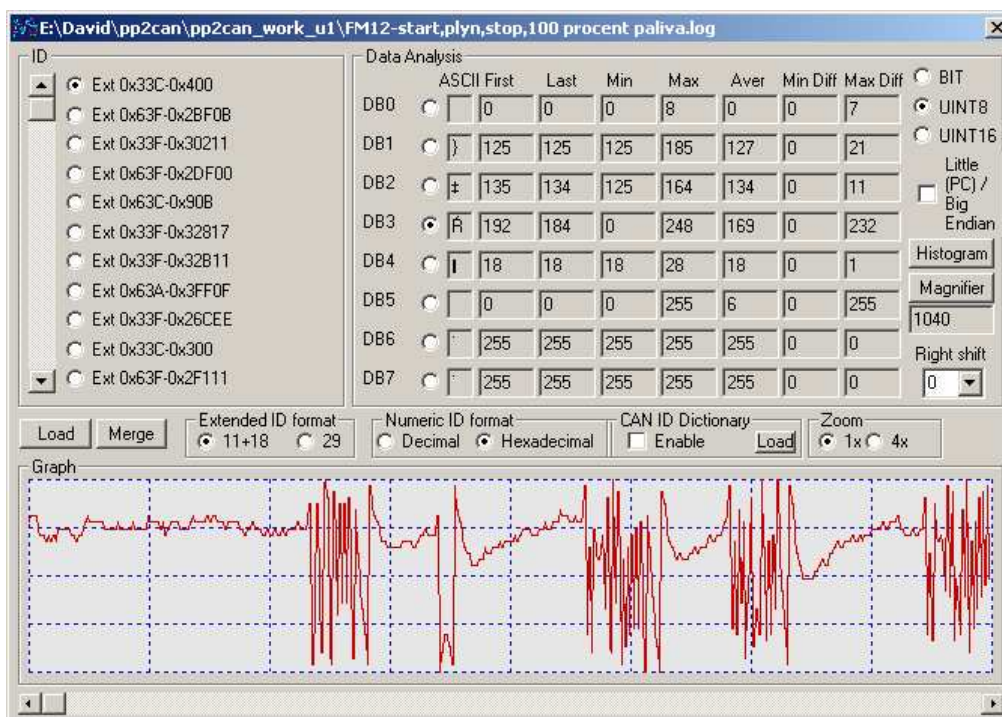 E:\David\pp2can\pp2can_work_u1\FM12-start,plyn,stop,100 procent paliva.log
ID
Ext 0x33C-0x400
Ext 0x63F-0x2BF0B
Ext 0x33F-0x30211
Ext 0x63F-0x2DF00
Ext 0x63C-0x90B
Ext 0x33F-0x32817
Ext 0x33F-0x32B11
Ext 0x63A-0x3FF0F
Ext 0x33F-0x26CEE
Ext 0x33C-0x300
Ext 0x63F-0x2F111
Data Analysis
ASCII First Last Min Max Aver Min Diff Max Diff
DB0 0 0 0 8 0 0 7
DB1 } 125 125 125 185 127 0 21
DB2 ‡ 135 134 125 164 134 0 11
DB3 Ŕ 192 184 0 248 169 0 232
DB4 18 18 18 28 18 0 1
DB5 0 0 0 255 6 0 255
DB6 ˙ 255 255 255 255 255 0 0
DB7 ˙ 255 255 255 255 255 0 0
BIT
UINT8
UINT16
Little
(PC) /
Big
Endian
Histogram
Magnifier
1040
Right shift
0
Load Merge
Extended ID format
11+18 29
Numeric ID format
Decimal Hexadecimal
CAN ID Dictionary
Enable Load
Zoom
1x 4x
Graph